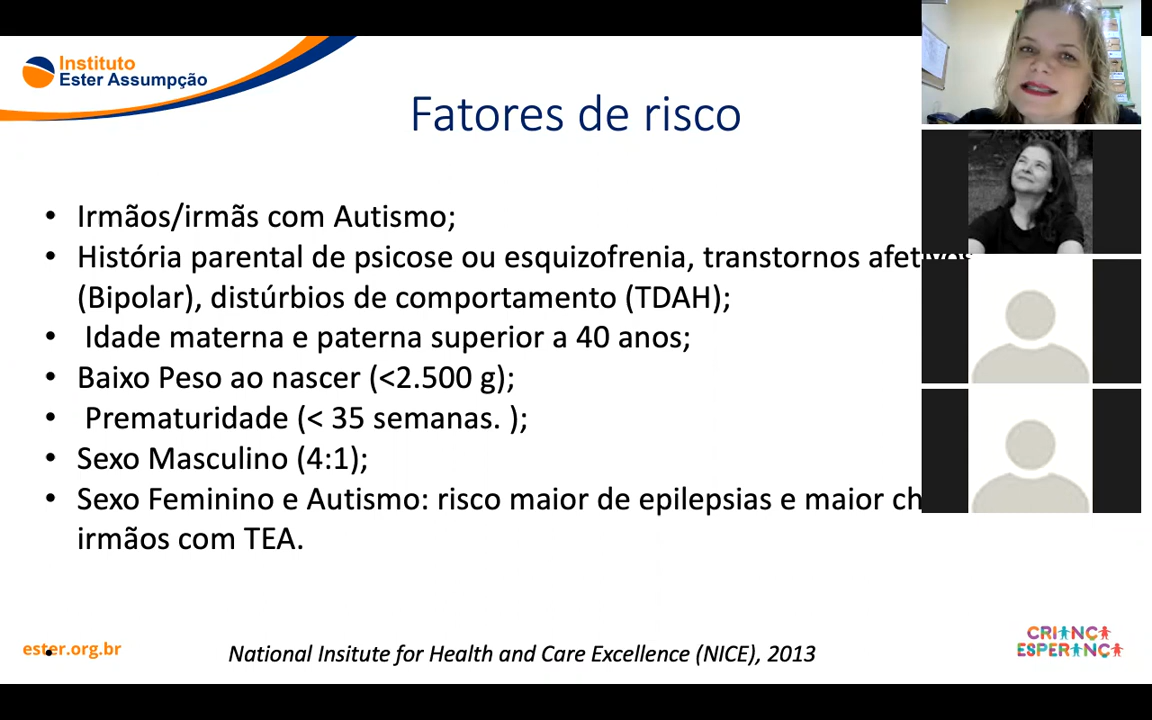 Instituto
Ester Assumpção
Fatores de risco
• Irmãos/irmãs com Autismo;
• História parental de psicose ou esquizofrenia, transtornos afetivos
(Bipolar), distúrbios de comportamento (TDAH);
• Idade materna e paterna superior a 40 anos;
• Baixo Peso ao nascer (<2.500 g);
• Prematuridade (< 35 semanas. );
• Sexo Masculino (4:1);
• Sexo Feminino e Autismo: risco maior de epilepsias e maior
irmãos com TEA.
ester.org.br
National Insitute for Health and Care Excellence (NICE), 2013
CRIANÇA
ESPERANÇA